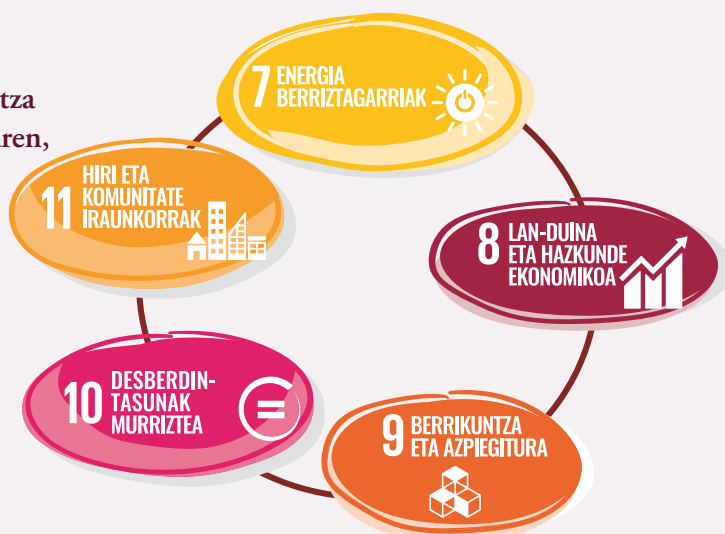 7 ENERGIA
BERRIZTAGARRIAK
11 HIRI ETA
KOMUNITATE
IRAUNKORRAK
8 LAN-DUINA
ETA HAZKUNDE
EKONOMIKOA
10 DESBERDIN-
TASUNAK
MURRIZTEA
9 BERRIKUNTZA
ETA AZPIEGITURA